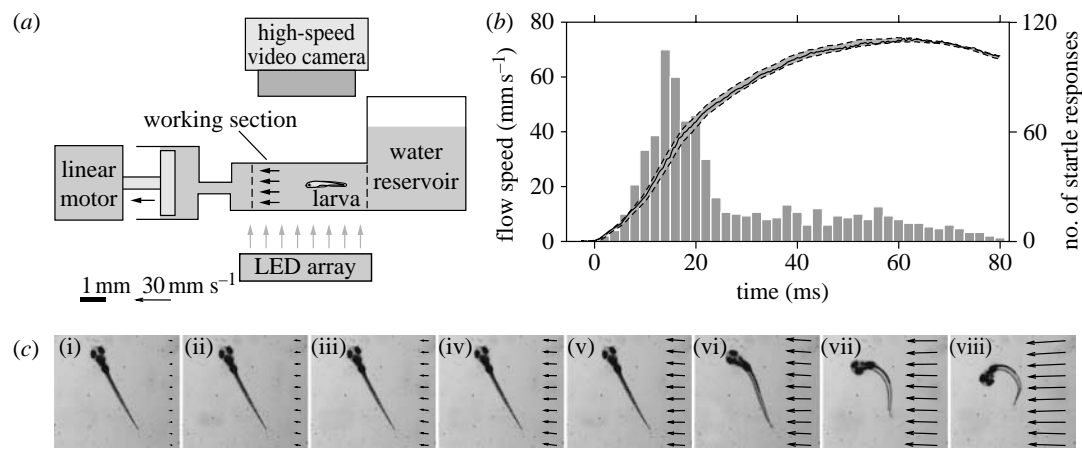 (a)
high-speed
video camera
working section
linear
motor
larva
water
reservoir
LED array
1 mm 30 mm s⁻¹
(b)
flow speed (mm s⁻¹)
80
60
40
20
0
120
60
0
no. of startle responses
0 20 40 60 80
time (ms)
(c)
(i) (ii) (iii) (iv) (v) (vi) (vii) (viii)